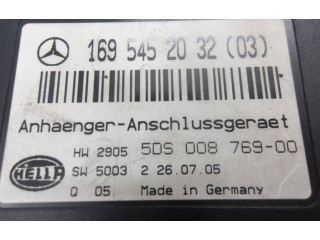 169 545 20 32 (03)
Anhaenger-Anschlussgeraet
HW 2905 5DS 008 769-00
HELLA SW 5003 2 26.07.05
Q 05 Made in Germany